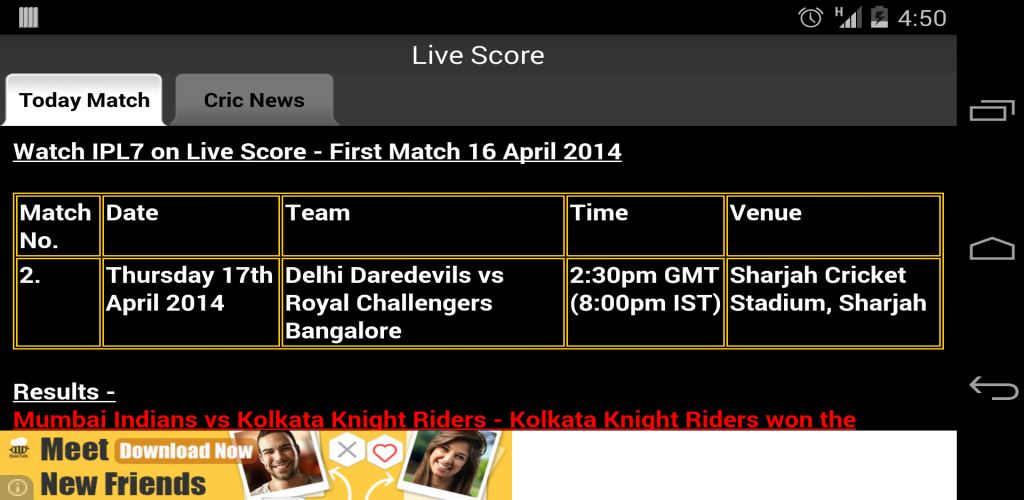 H 4:50
Live Score
Today Match Cric News
Watch IPL7 on Live Score - First Match 16 April 2014
Match No. Date Team Time Venue
2. Thursday 17th April 2014 Delhi Daredevils vs Royal Challengers Bangalore 2:30pm GMT (8:00pm IST) Sharjah Cricket Stadium, Sharjah
Results -
Mumbai Indians vs Kolkata Knight Riders - Kolkata Knight Riders won the
Meet Download Now
New Friends